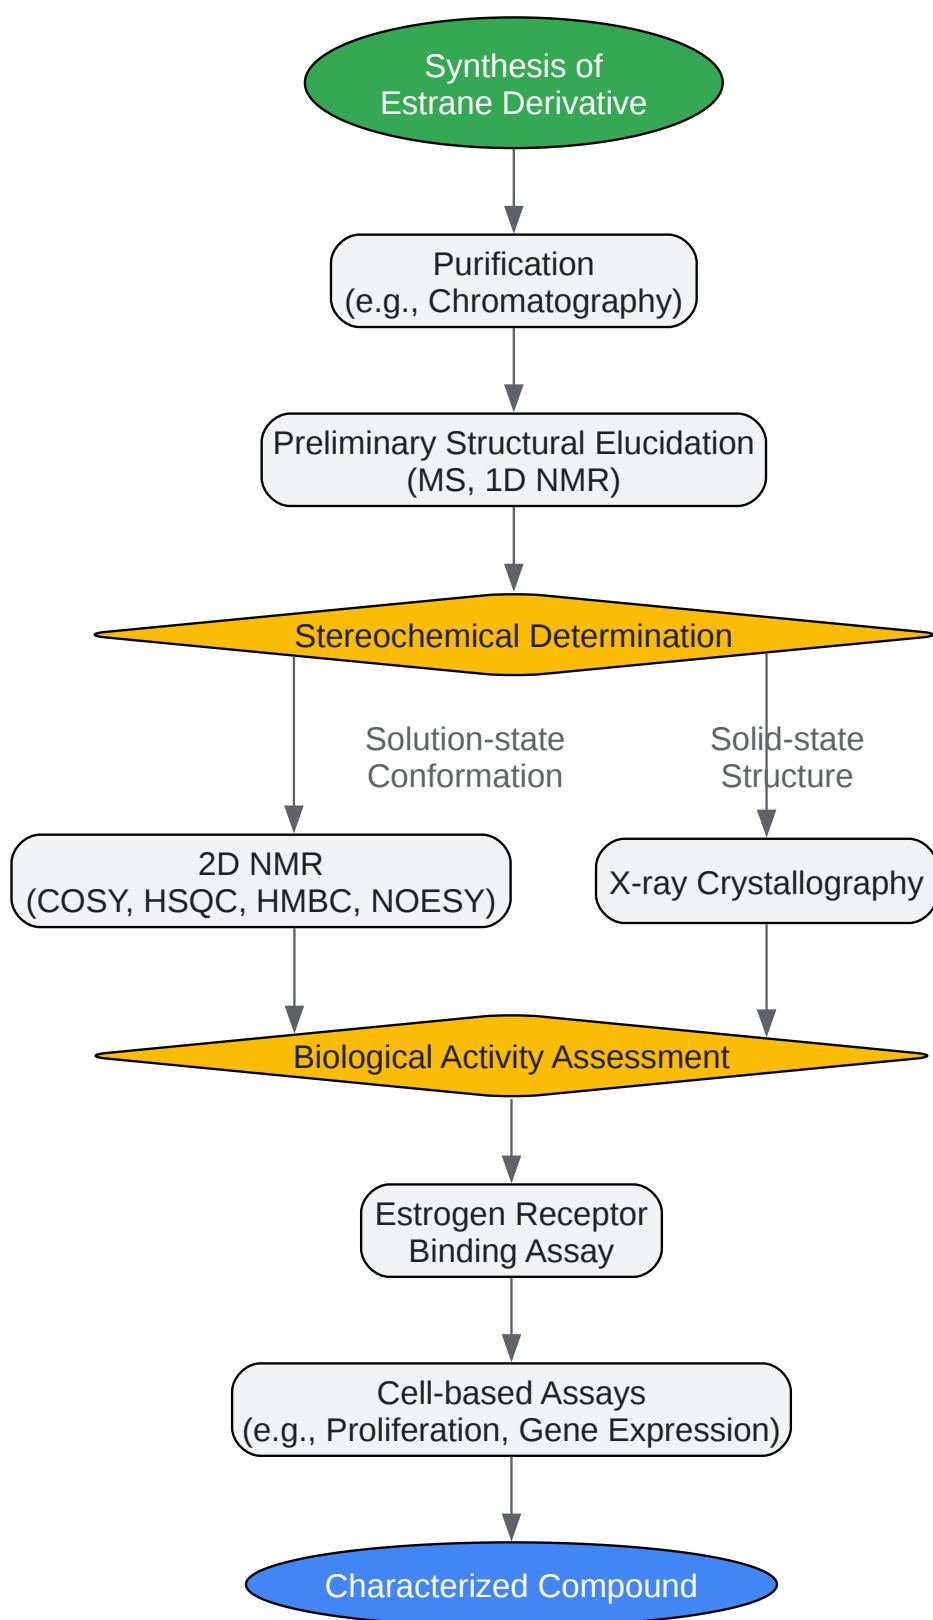 Synthesis of
Estrane Derivative
Purification
(e.g., Chromatography)
Preliminary Structural Elucidation
(MS, 1D NMR)
Stereochemical Determination
Solution-state
Conformation
Solid-state
Structure
2D NMR
(COSY, HSQC, HMBC, NOESY)
X-ray Crystallography
Biological Activity Assessment
Estrogen Receptor
Binding Assay
Cell-based Assays
(e.g., Proliferation, Gene Expression)
Characterized Compound